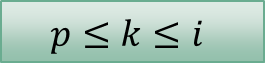 p ≤ k ≤ i